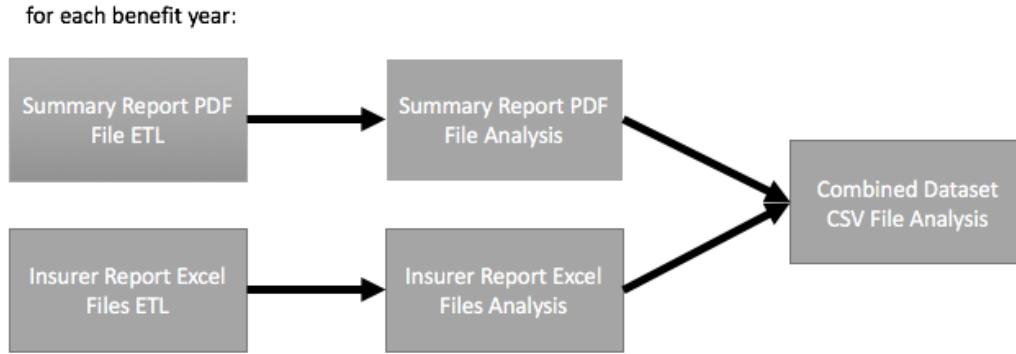 for each benefit year:
Summary Report PDF
File ETL
Summary Report PDF
File Analysis
Combined Dataset
CSV File Analysis
Insurer Report Excel
Files ETL
Insurer Report Excel
Files Analysis